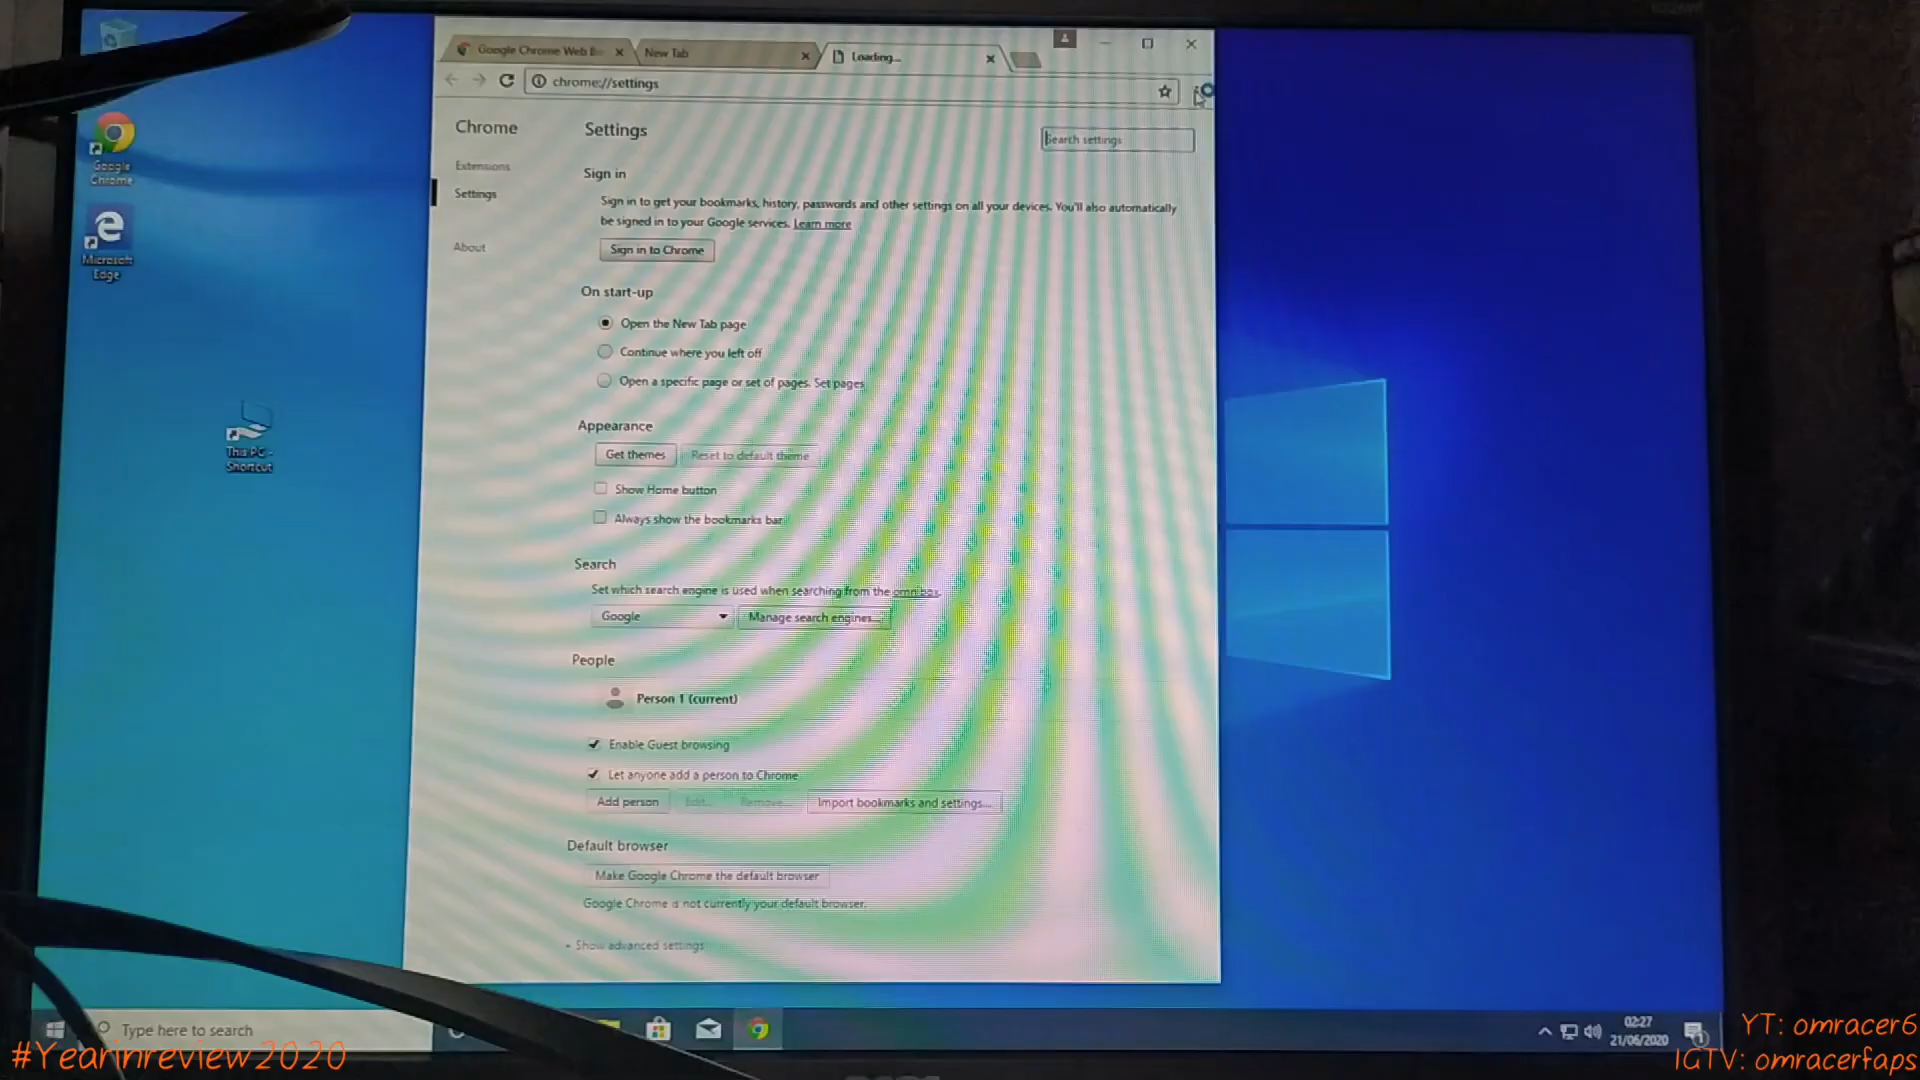 Google Chrome Web B
New Tab
Loading...
chrome://settings
Chrome
Settings
Search settings
Extensions
Settings
About
Sign in
Sign in to get your bookmarks, history, passwords and other settings on all your devices. You'll also automatically
be signed in to your Google services. Learn more
Sign in to Chrome
On start-up
Open the New Tab page
Continue where you left off
Open a specific page or set of pages. Set pages
Appearance
Get themes
Reset to default theme
Show Home button
Always show the bookmarks bar
Search
Set which search engine is used when searching from the omnibox.
Google
Manage search engines...
People
Person 1 (current)
Enable Guest browsing
Let anyone add a person to Chrome
Add person
Edit...
Remove...
Import bookmarks and settings...
Default browser
Make Google Chrome the default browser
Google Chrome is not currently your default browser.
Show advanced settings
Google
Chrome
Microsoft
Edge
This PC -
Shortcut
Type here to search
02:27
21/06/2020
1
#Yearinreview2020
YT: omracer6
IGTV: omracerfaps